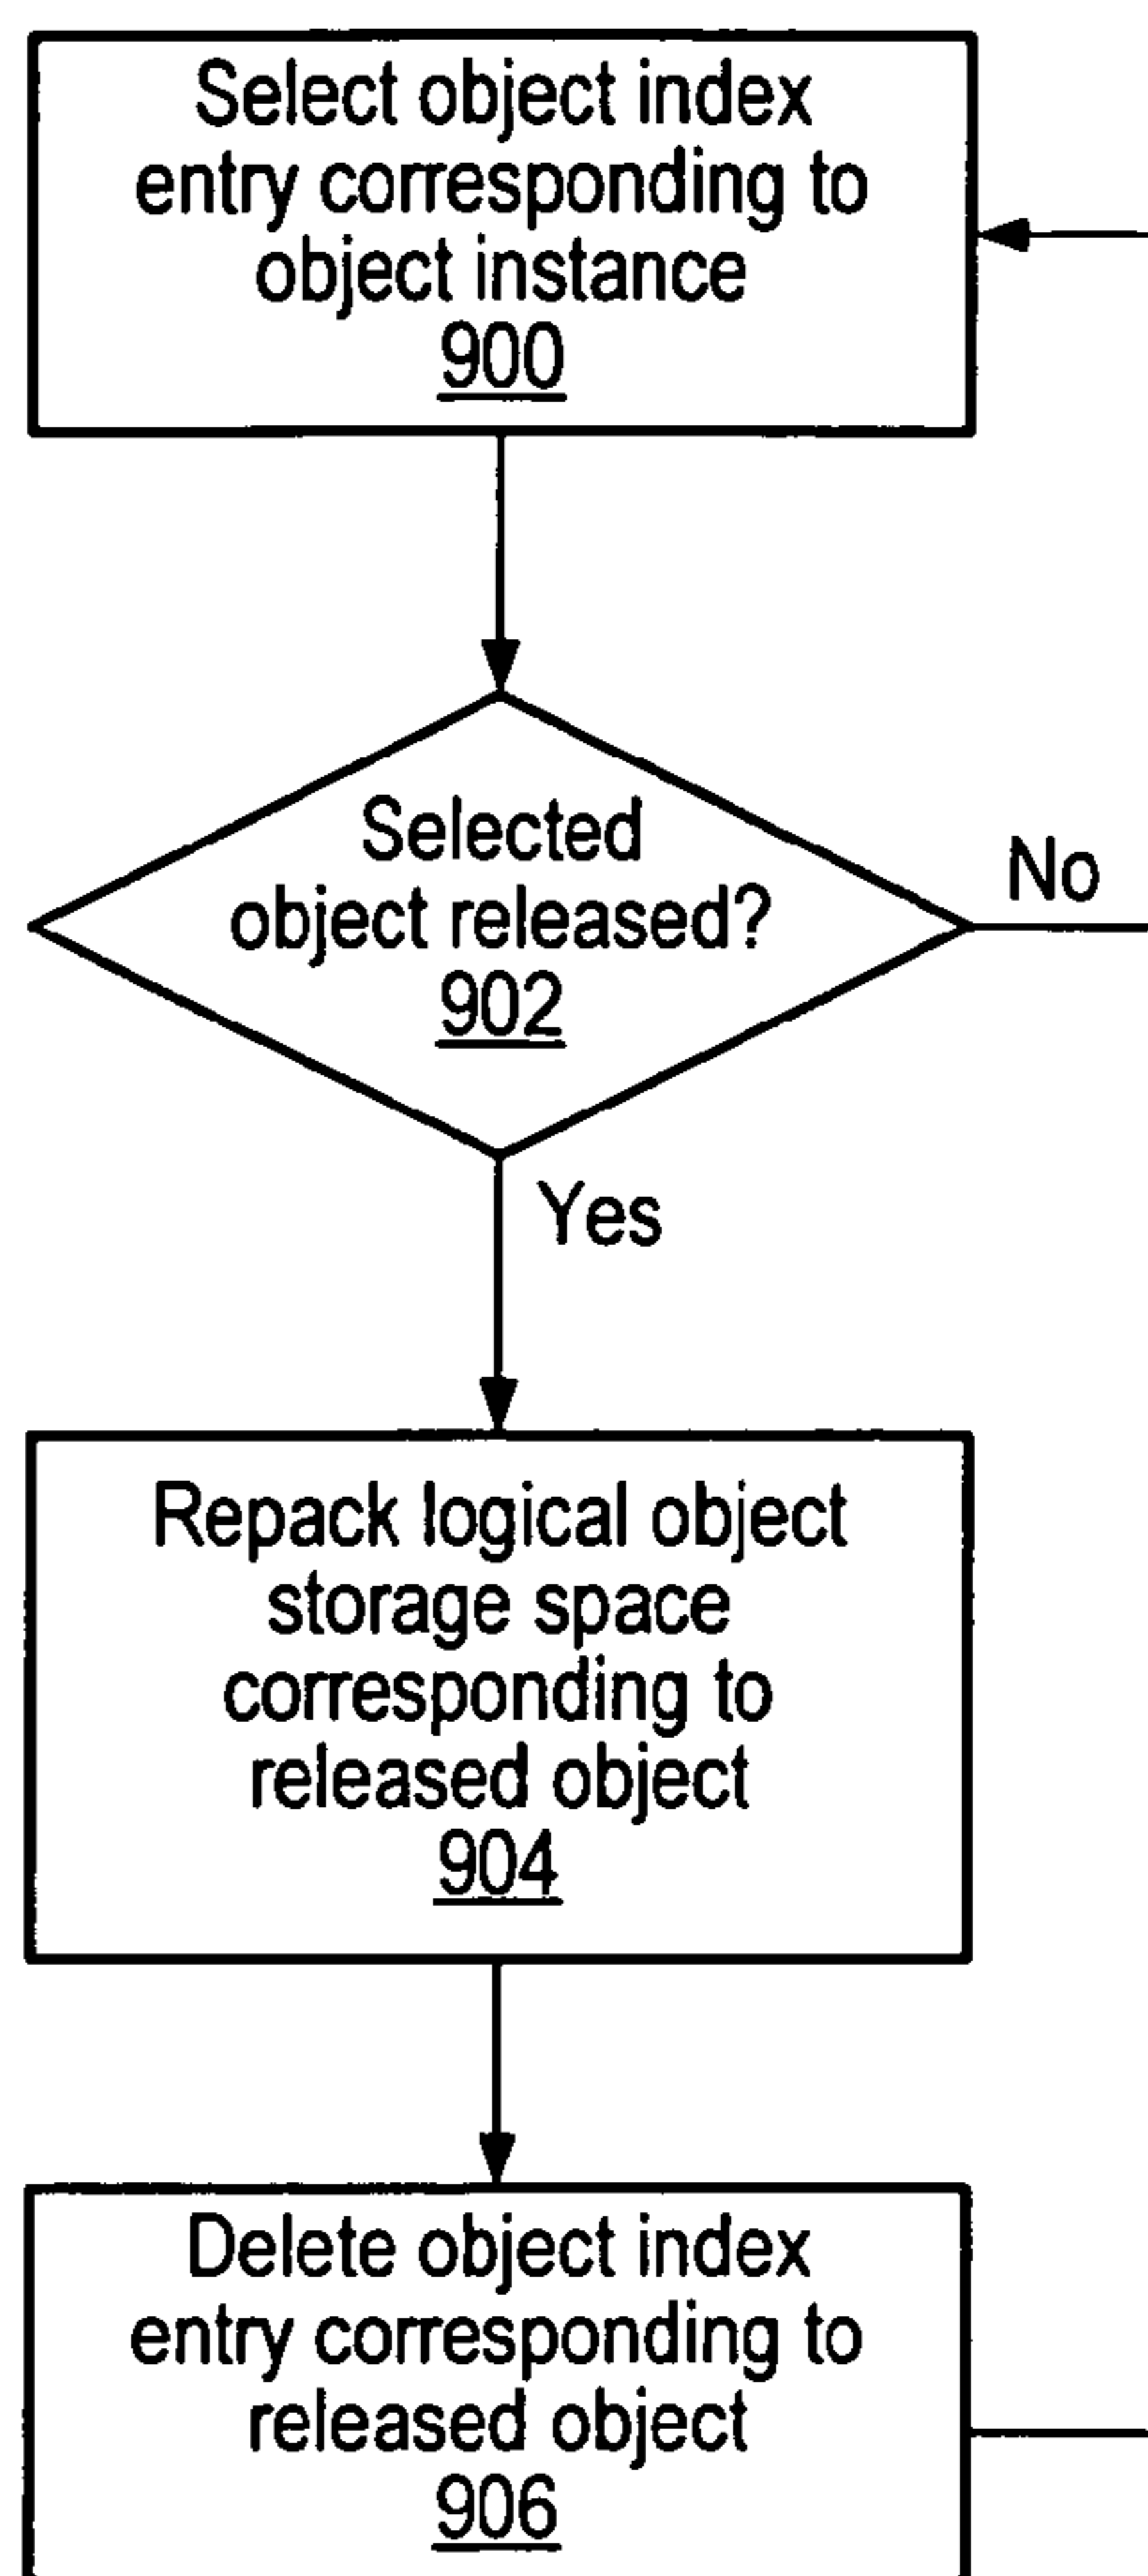 Select object index
entry corresponding to
object instance
900
Selected
object released?
902
No
Yes
Repack logical object
storage space
corresponding to
released object
904
Delete object index
entry corresponding to
released object
906